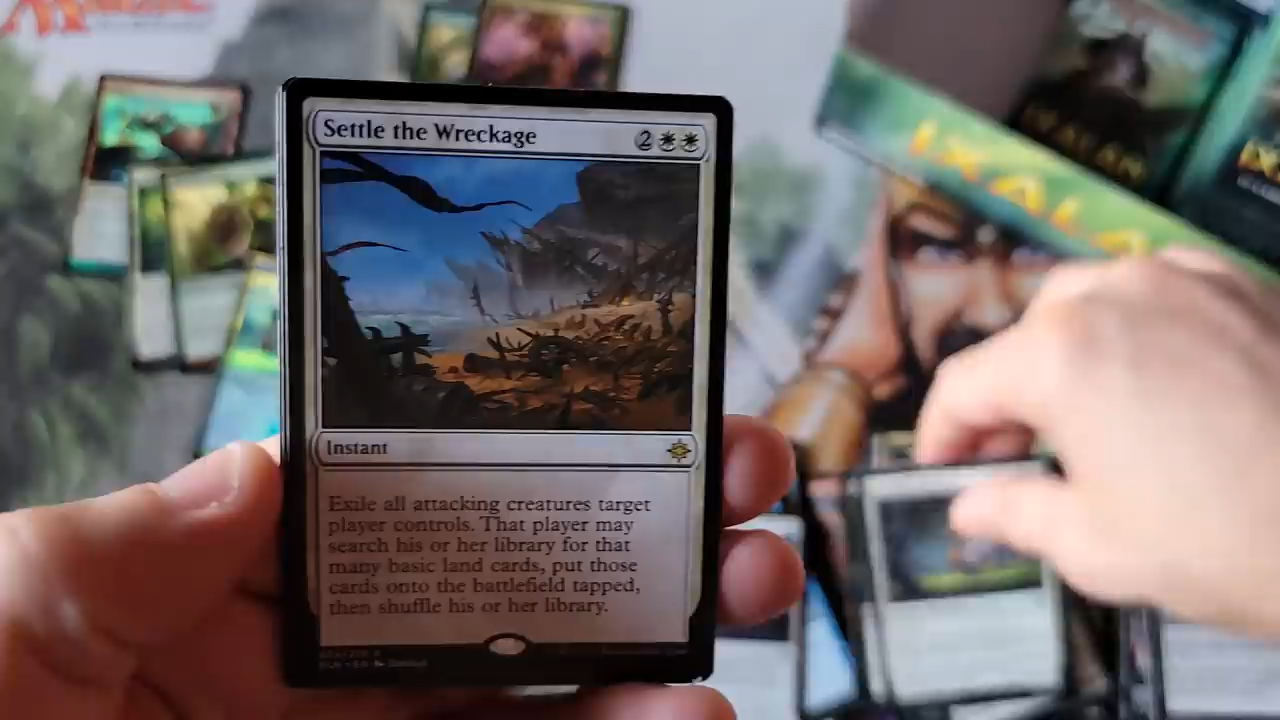 Settle the Wreckage 2
IXAL
Instant
Exile all attacking creatures target
player controls. That player may
search his or her library for that
many basic land cards, put those
cards onto the battlefield tapped,
then shuffle his or her library.